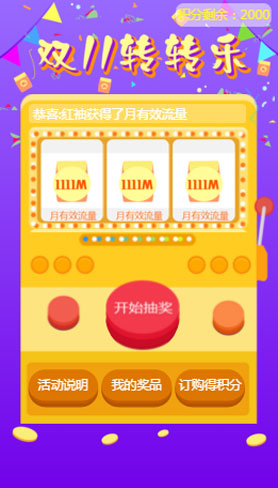 积分剩余：2000
双11转转乐
恭喜:红袖获得了月有效流量
1111M 1111M 1111M
月有效流量 月有效流量 月有效流量
开始抽奖
活动说明 我的奖品 订购得积分